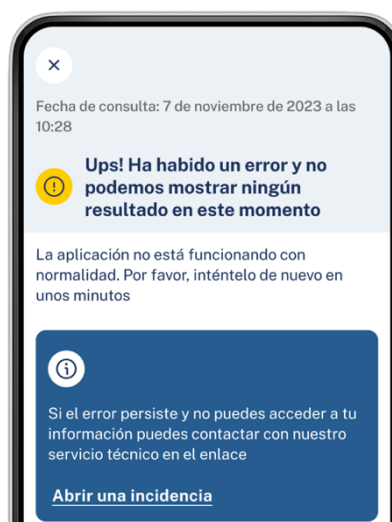 Fecha de consulta: 7 de noviembre de 2023 a las
10:28
Ups! Ha habido un error y no
podemos mostrar ningún
resultado en este momento
La aplicación no está funcionando con
normalidad. Por favor, inténtelo de nuevo en
unos minutos
Si el error persiste y no puedes acceder a tu
información puedes contactar con nuestro
servicio técnico en el enlace
Abrir una incidencia